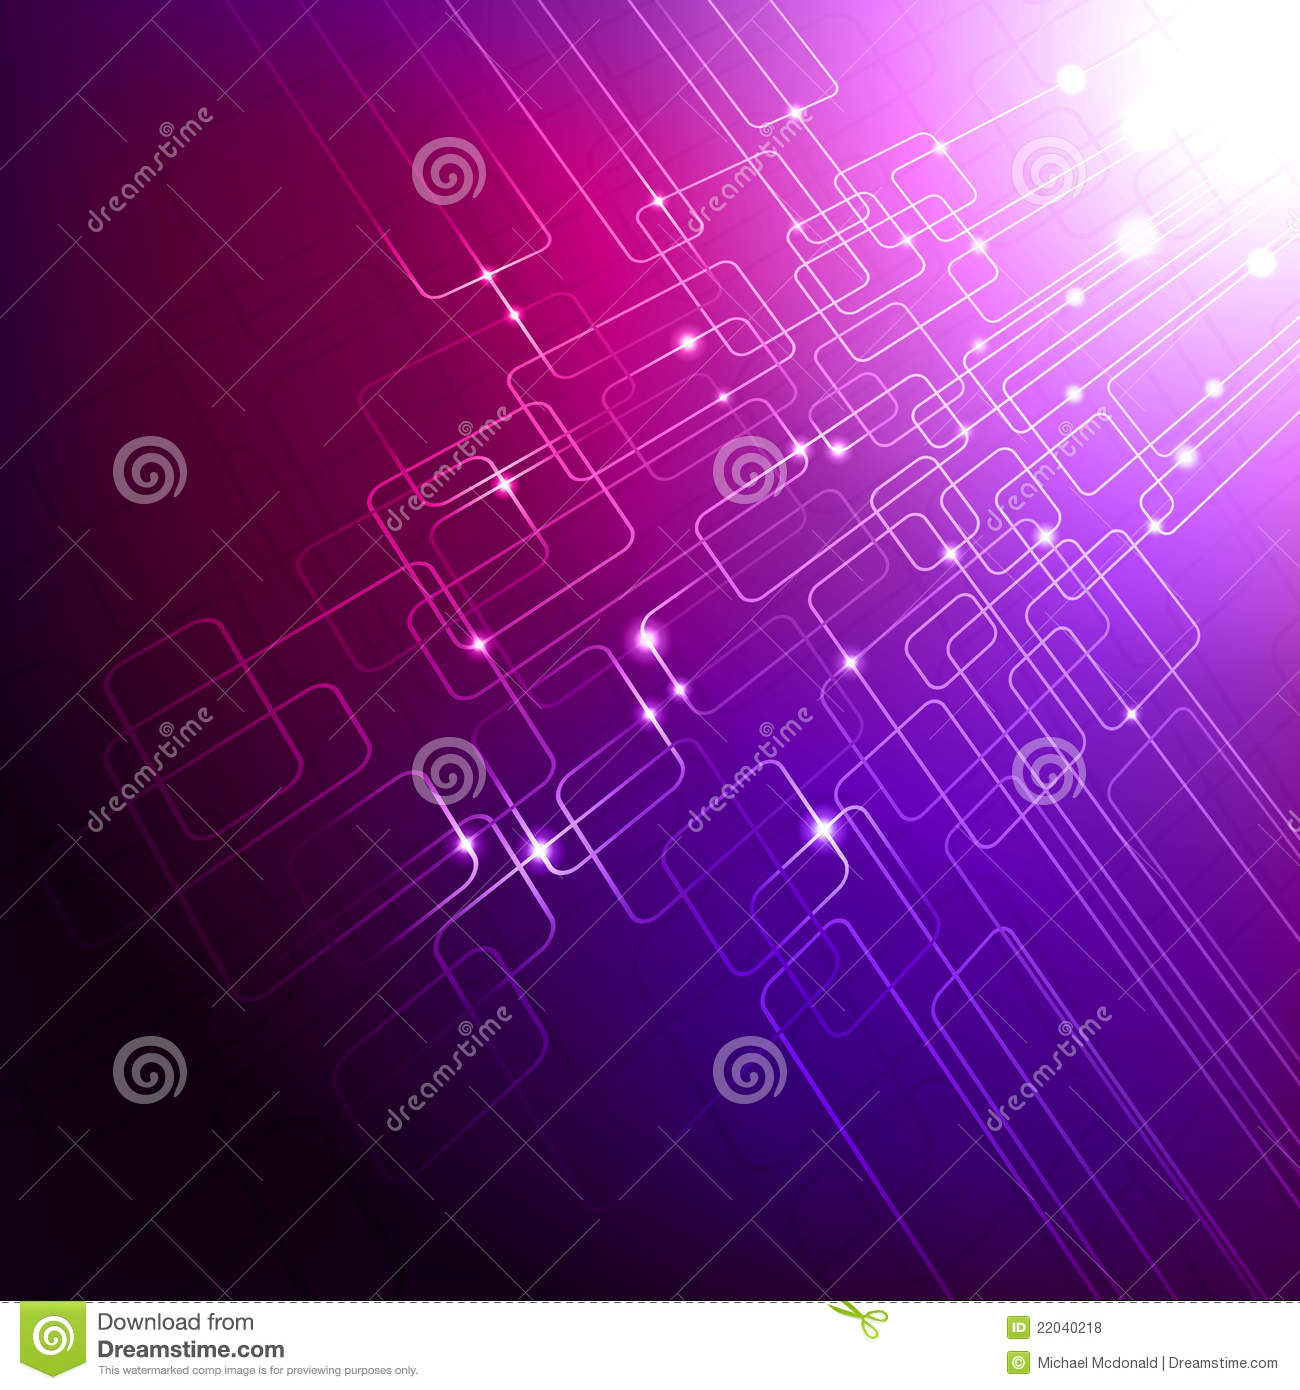 dreamstime
dreamstime
dreamstime
dreamstime
dreamstime
dreamstime
dreamstime
dreamstime
Download from
Dreamstime.com
This watermarked comp image is for previewing purposes only.
ID 22040218
© Michael Mcdonald | Dreamstime.com